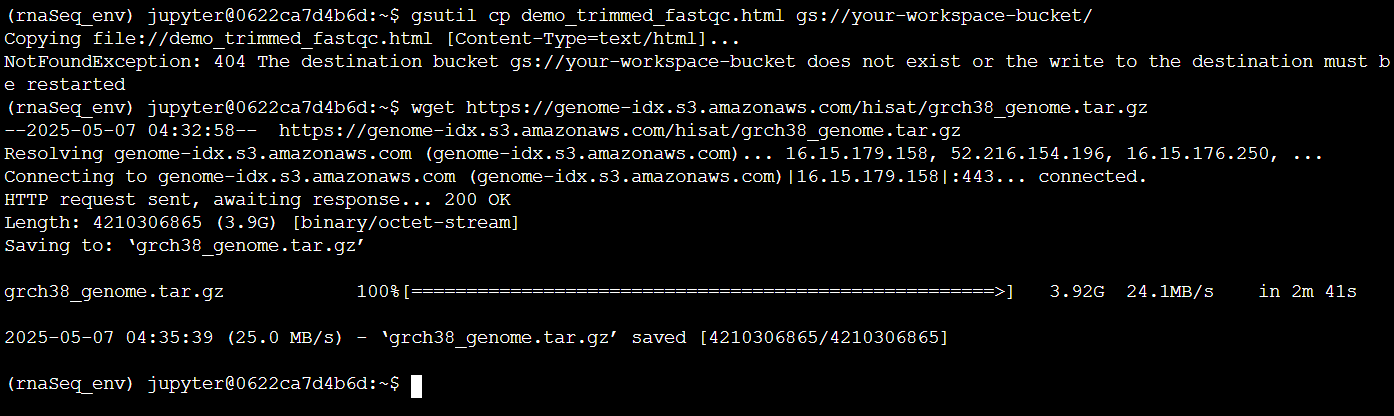 (rnaSeq_env) jupyter@0622ca7d4b6d:~$ gsutil cp demo_trimmed_fastqc.html gs://your-workspace-bucket/
Copying file://demo_trimmed_fastqc.html [Content-Type=text/html]...
NotFoundException: 404 The destination bucket gs://your-workspace-bucket does not exist or the write to the destination must b
e restarted
(rnaSeq_env) jupyter@0622ca7d4b6d:~$ wget https://genome-idx.s3.amazonaws.com/hisat/grch38_genome.tar.gz
--2025-05-07 04:32:58--  https://genome-idx.s3.amazonaws.com/hisat/grch38_genome.tar.gz
Resolving genome-idx.s3.amazonaws.com (genome-idx.s3.amazonaws.com)... 16.15.179.158, 52.216.154.196, 16.15.176.250, ...
Connecting to genome-idx.s3.amazonaws.com (genome-idx.s3.amazonaws.com)|16.15.179.158|:443... connected.
HTTP request sent, awaiting response... 200 OK
Length: 4210306865 (3.9G) [binary/octet-stream]
Saving to: ‘grch38_genome.tar.gz’
grch38_genome.tar.gz            100%[=====================================================>]   3.92G  24.1MB/s    in 2m 41s
2025-05-07 04:35:39 (25.0 MB/s) - ‘grch38_genome.tar.gz’ saved [4210306865/4210306865]
(rnaSeq_env) jupyter@0622ca7d4b6d:~$